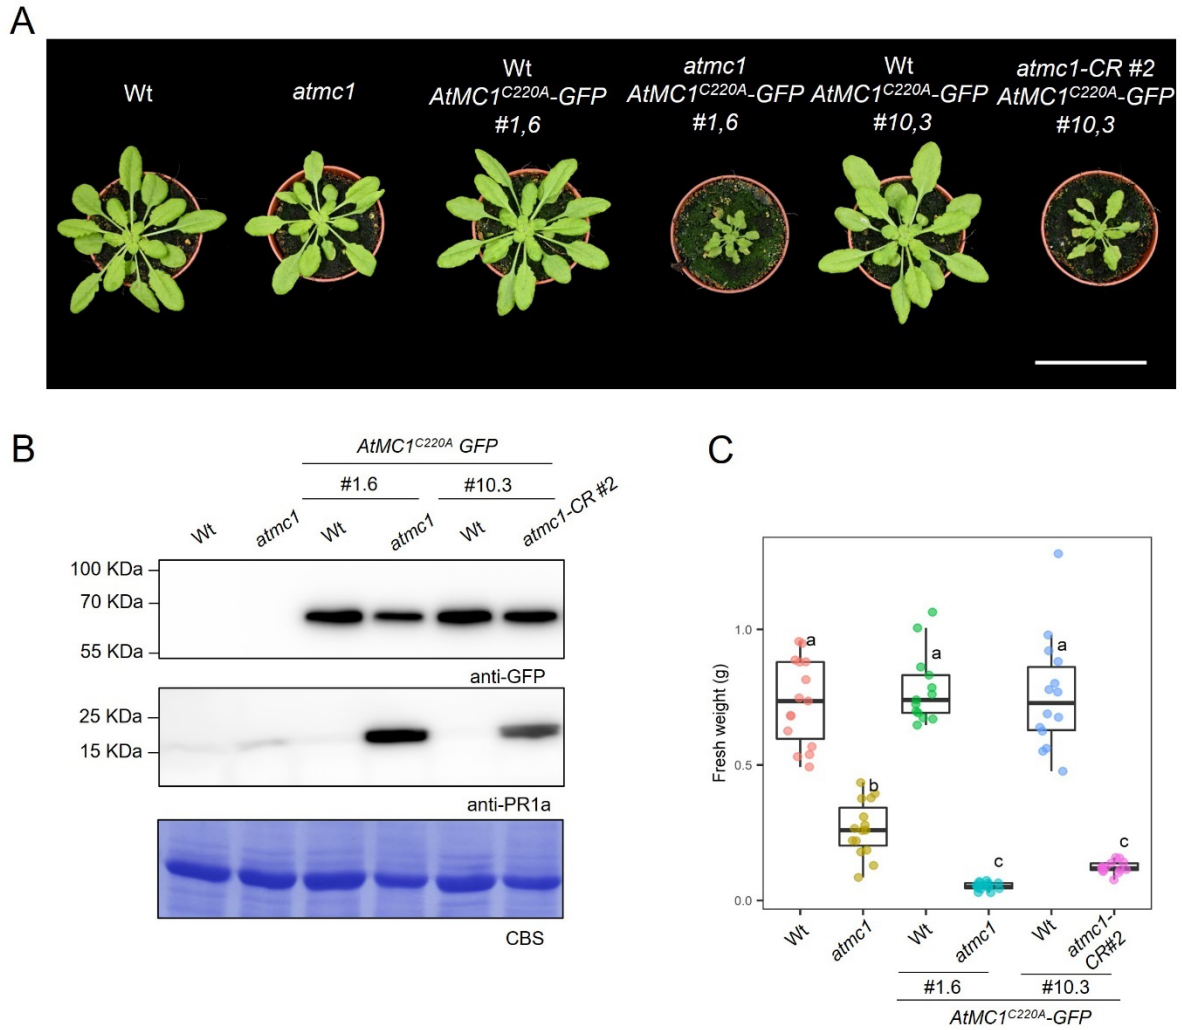 A
Wt
atmc1
Wt
AtMC1C220A-GFP
#1,6
atmc1
AtMC1C220A-GFP
#1,6
Wt
AtMC1C220A-GFP
#10,3
atmc1-CR #2
AtMC1C220A-GFP
#10,3
B
AtMC1C220A GFP
#1.6
#10.3
Wt
atmc1
Wt
atmc1
Wt
atmc1-CR #2
100 KDa
70 KDa
55 KDa
anti-GFP
25 KDa
15 KDa
anti-PR1a
CBS
C
Fresh weight (g)
1.0
0.5
0.0
a
b
a
c
a
c
Wt
atmc1
Wt
atmc1
Wt
atmc1-
CR#2
#1.6
#10.3
AtMC1C220A-GFP